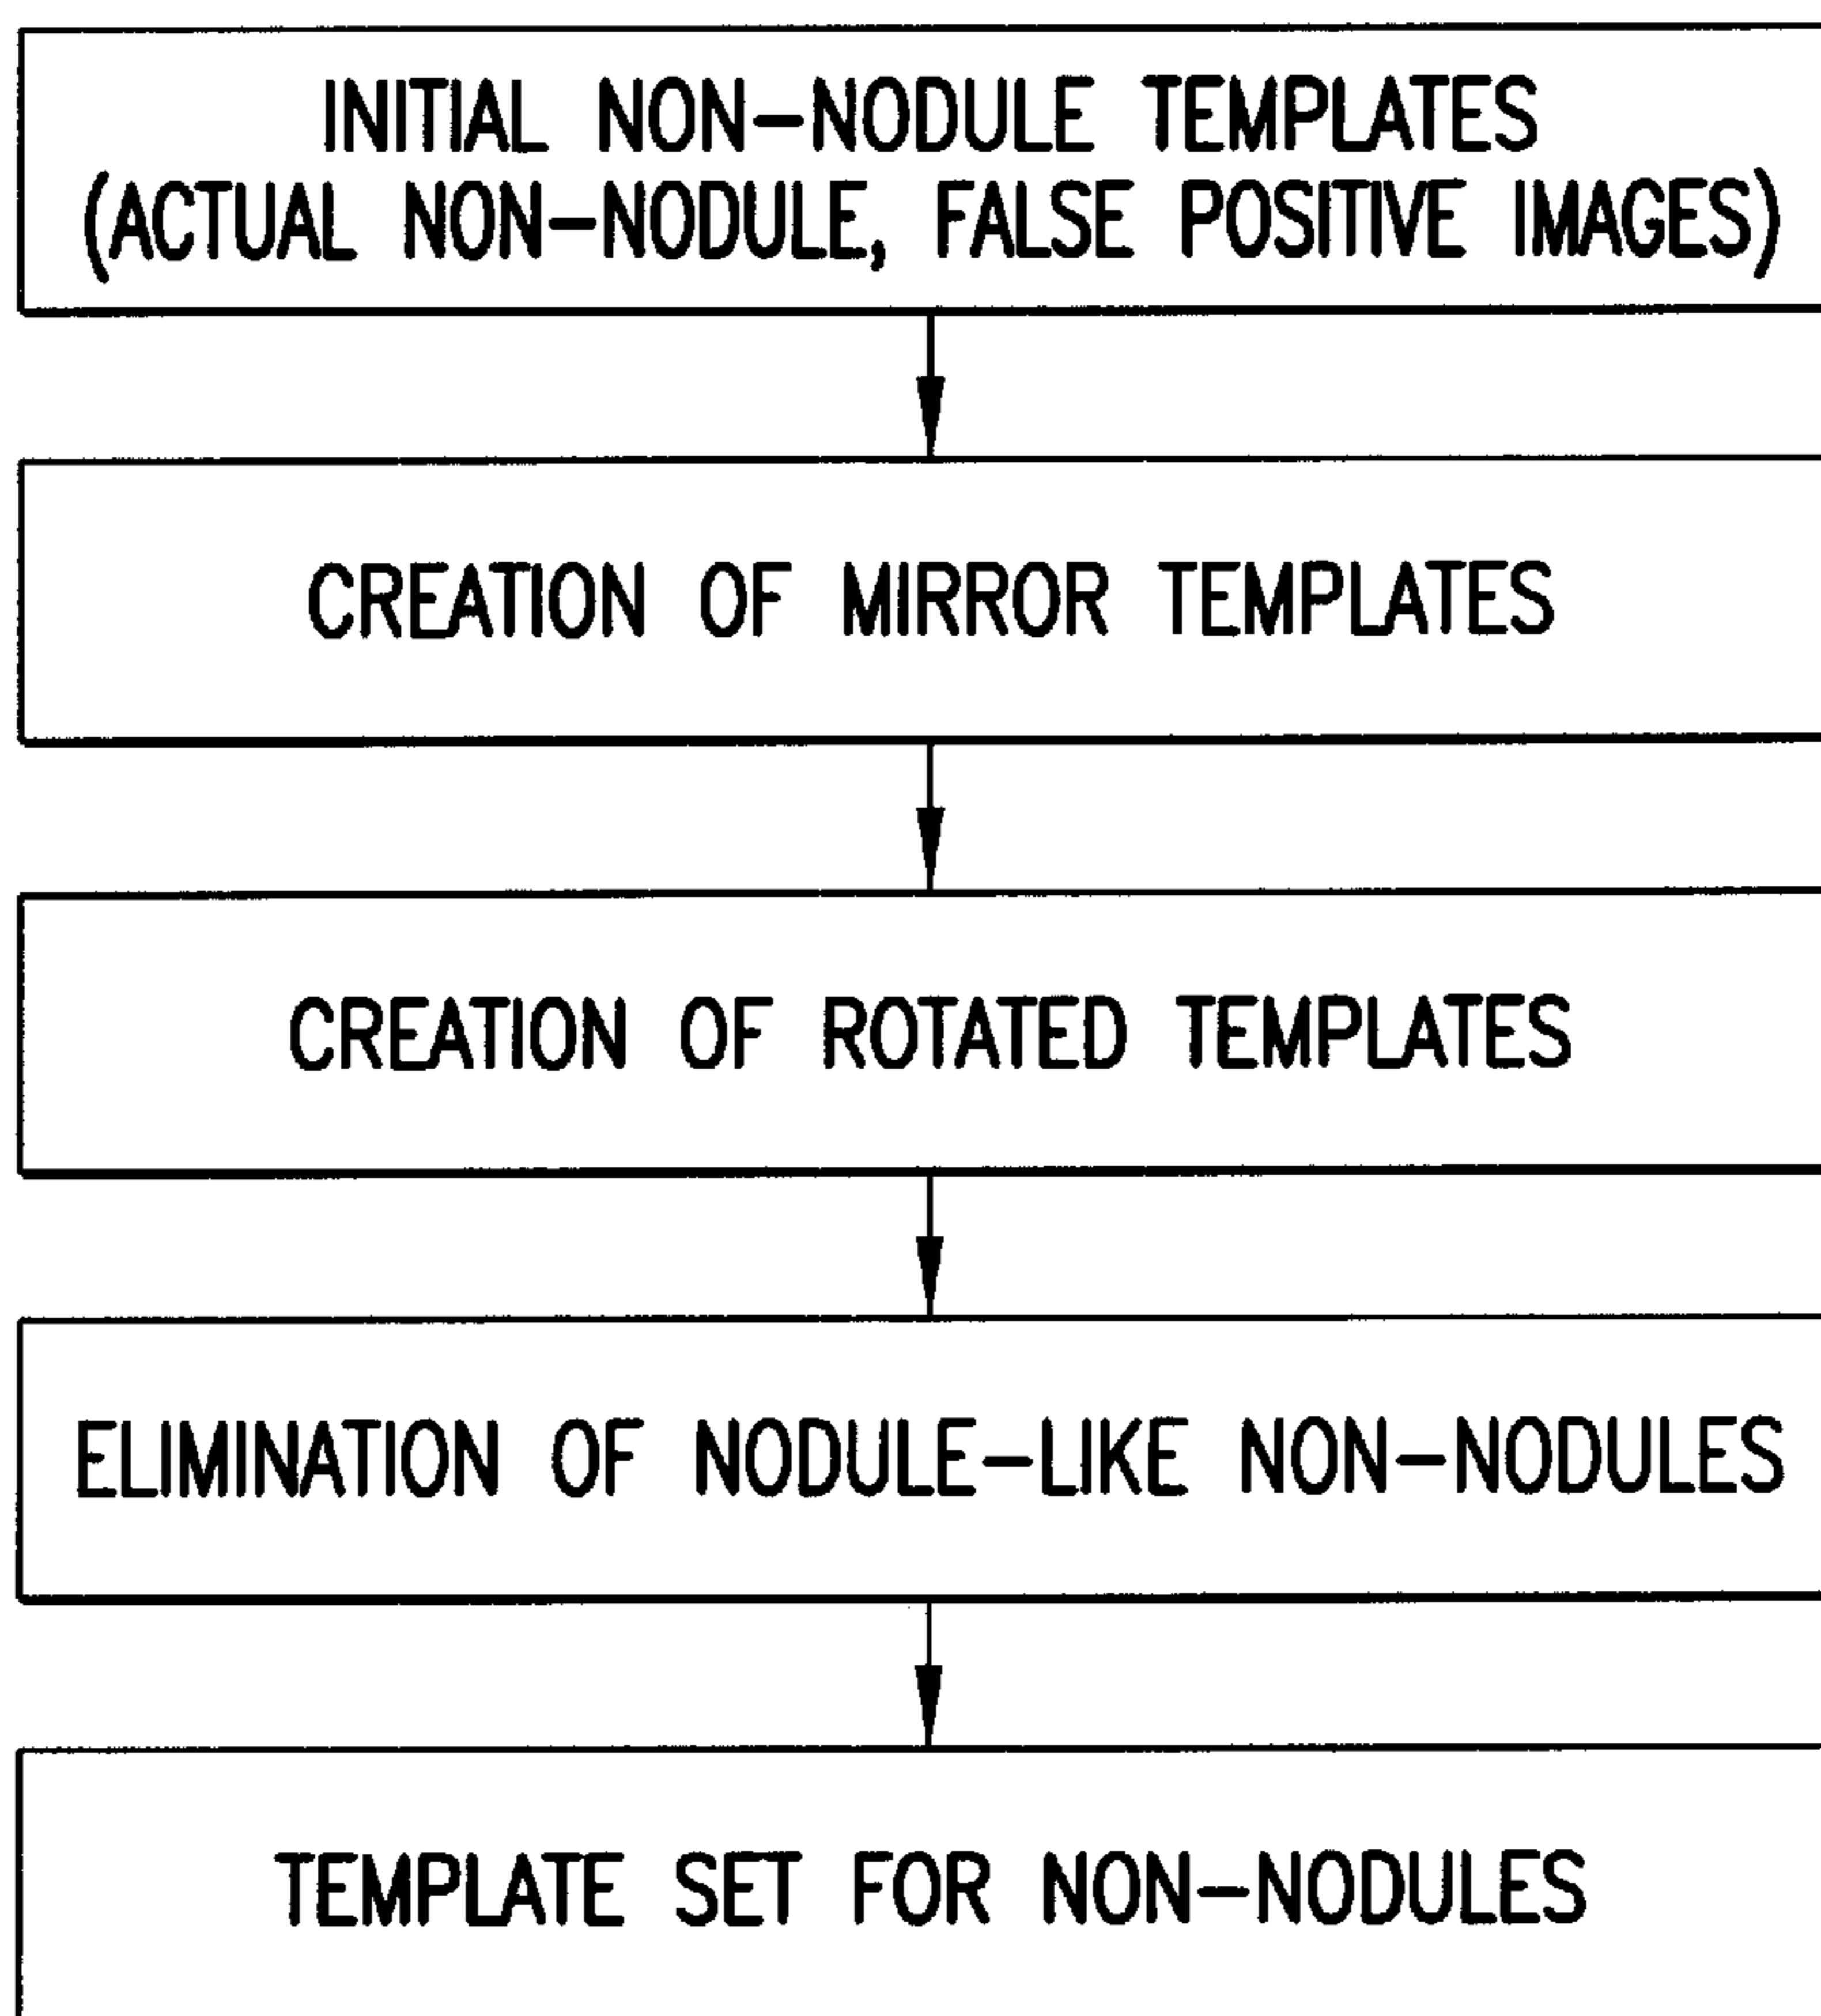 INITIAL NON-NODULE TEMPLATES
(ACTUAL NON-NODULE, FALSE POSITIVE IMAGES)
CREATION OF MIRROR TEMPLATES
CREATION OF ROTATED TEMPLATES
ELIMINATION OF NODULE-LIKE NON-NODULES
TEMPLATE SET FOR NON-NODULES